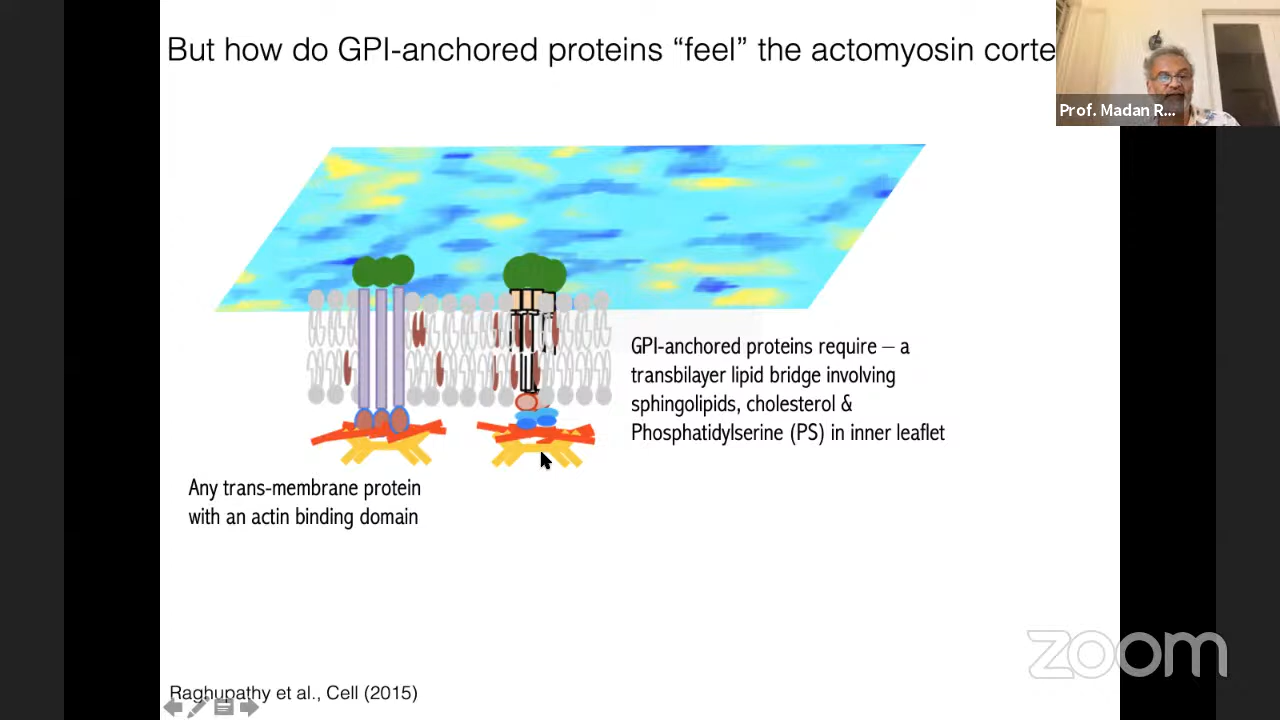 But how do GPI-anchored proteins “feel” the actomyosin corte
Prof. Madan R...
GPI-anchored proteins require – a
transbilayer lipid bridge involving
sphingolipids, cholesterol &
Phosphatidylserine (PS) in inner leaflet
Any trans-membrane protein
with an actin binding domain
zoom
Raghupathy et al., Cell (2015)